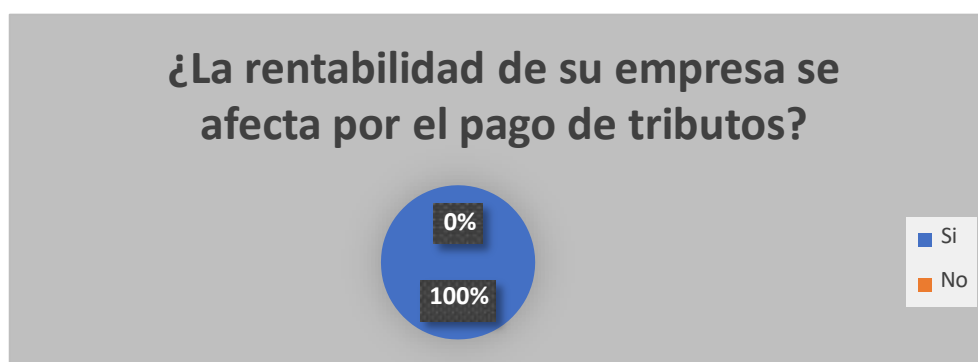 ¿La rentabilidad de su empresa se
afecta por el pago de tributos?
0%
100%
Si
No